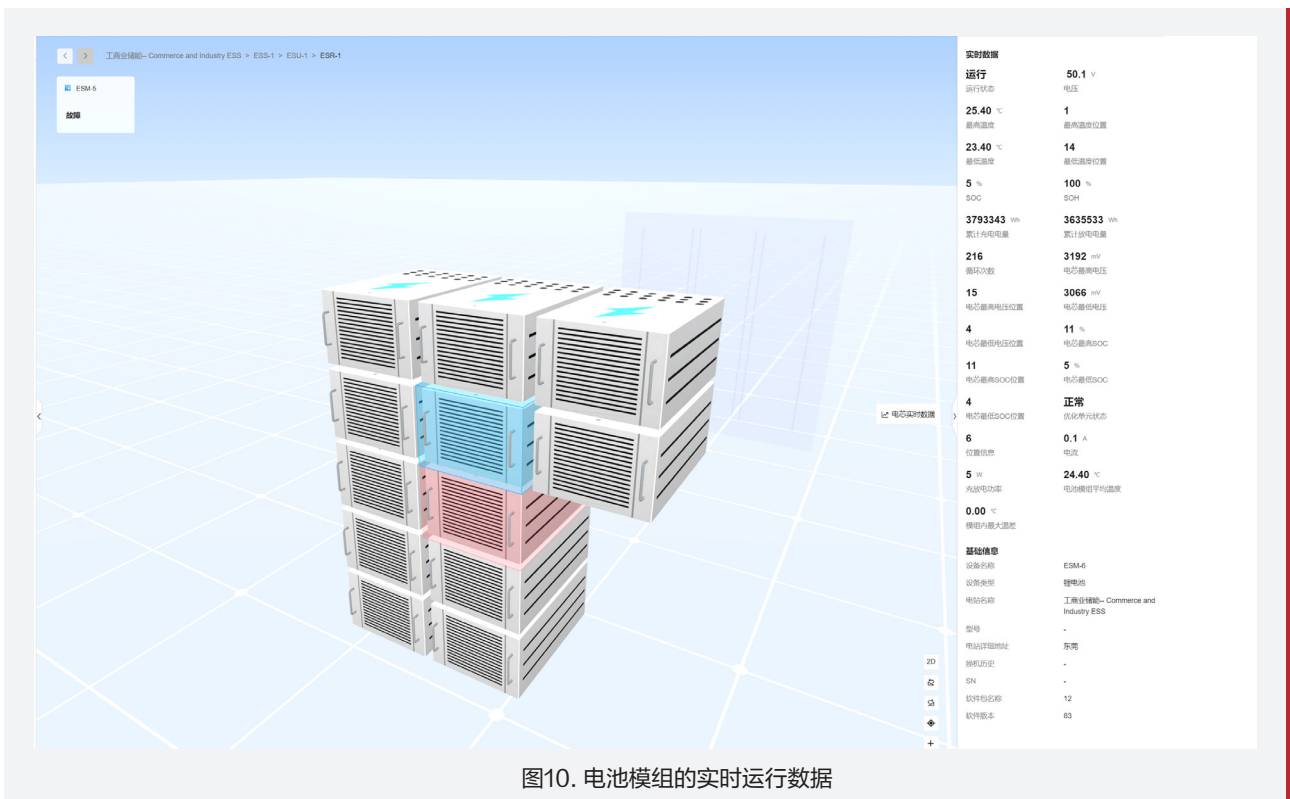 < > 工商业储能-- Commerce and Industry ESS > ESS-1 > ESU-1 > ESR-1
ESM-5
故障
电芯实时数据
2D
实时数据
运行 50.1 V
运行状态 电压
25.40 ℃ 1
最高温度 最高温度位置
23.40 ℃ 14
最低温度 最低温度位置
5 % 100 %
SOC SOH
3793343 Wh 3635533 Wh
累计充电电量 累计放电电量
216 3192 mV
循环次数 电芯最高电压
15 3066 mV
电芯最高电压位置 电芯最低电压
4 11 %
电芯最低电压位置 电芯最高SOC
11 5 %
电芯最高SOC位置 电芯最低SOC
4 正常
电芯最低SOC位置 优化单元状态
6 0.1 A
位置信息 电流
5 W 24.40 ℃
充放电功率 电池模组平均温度
0.00 ℃
模组内最大温差
基础信息
设备名称 ESM-6
设备类型 锂电池
电站名称 工商业储能-- Commerce and
Industry ESS
型号 -
电站详细地址 东莞
换机历史 -
SN -
软件包名称 12
软件版本 83
图10. 电池模组的实时运行数据